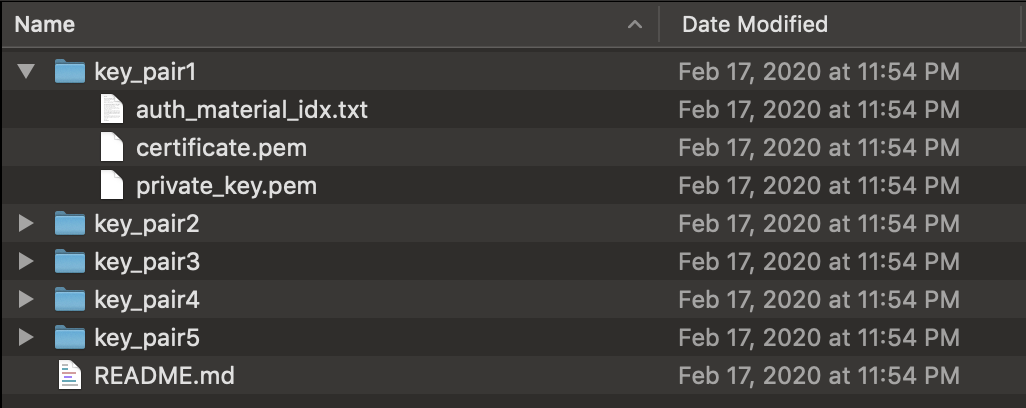 Name Date Modified
key_pair1 Feb 17, 2020 at 11:54 PM
auth_material_idx.txt Feb 17, 2020 at 11:54 PM
certificate.pem Feb 17, 2020 at 11:54 PM
private_key.pem Feb 17, 2020 at 11:54 PM
key_pair2 Feb 17, 2020 at 11:54 PM
key_pair3 Feb 17, 2020 at 11:54 PM
key_pair4 Feb 17, 2020 at 11:54 PM
key_pair5 Feb 17, 2020 at 11:54 PM
README.md Feb 17, 2020 at 11:54 PM